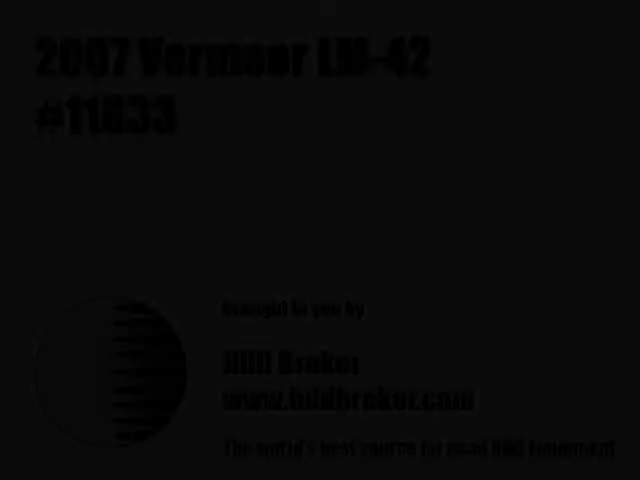 2007 Vermeer LM-42
#11833
Brought to you by
HDD Broker
www.hddbroker.com
The world's best source for used HDD Equipment